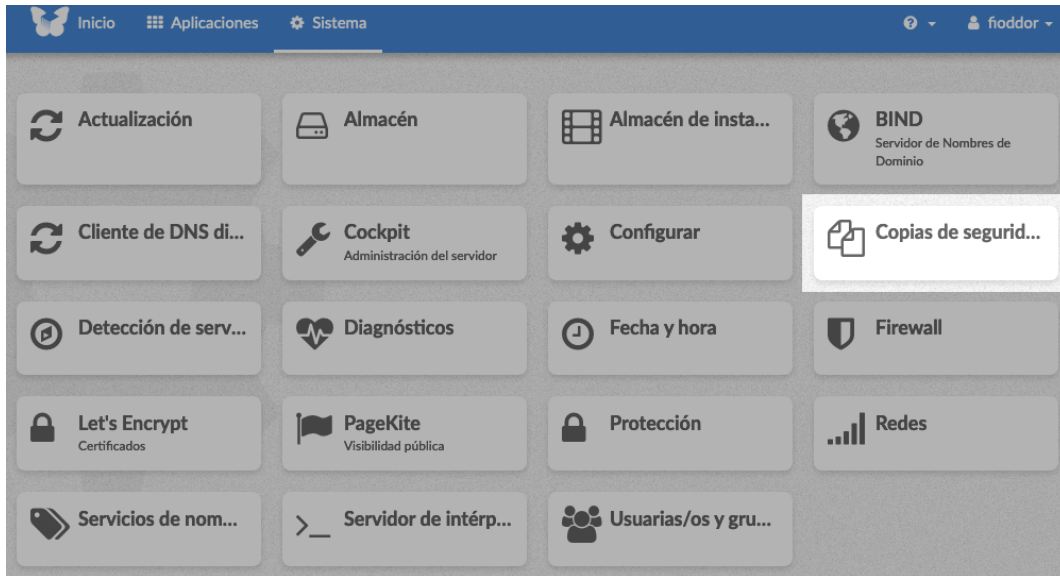 Inicio Aplicaciones Sistema fioddor
Actualización
Almacén
Almacén de insta...
BIND
Servidor de Nombres de
Dominio
Cliente de DNS di...
Cockpit
Administración del servidor
Configurar
Copias de segurid...
Detección de serv...
Diagnósticos
Fecha y hora
Firewall
Let's Encrypt
Certificados
PageKite
Visibilidad pública
Protección
Redes
Servicios de nom...
Servidor de intérp...
Usuarias/os y gru...